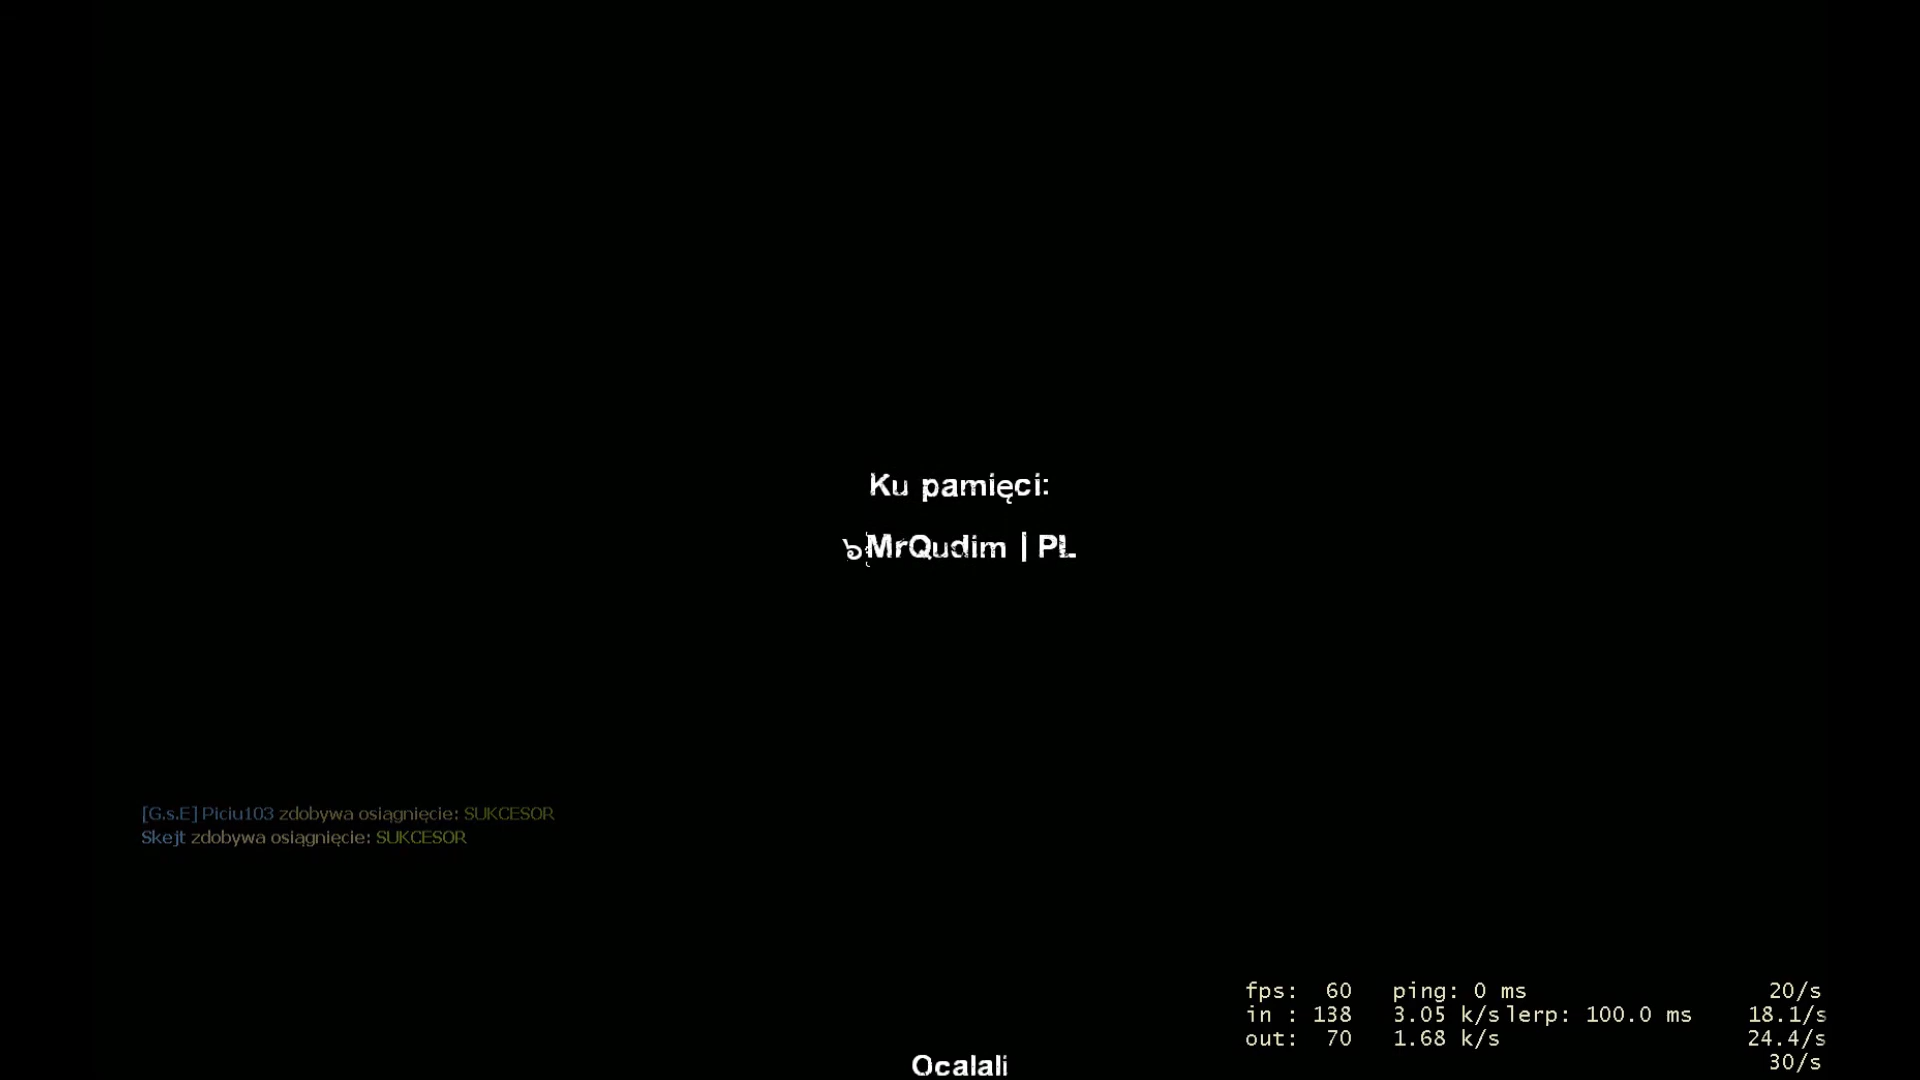 Ku pamięci:
๖ۣۜMrQudim | PL
[G.s.E] Piciu103 zdobywa osiągnięcie: SUKCESOR
Skejt zdobywa osiągnięcie: SUKCESOR
fps: 60 ping: 0 ms 20/s
in : 138 3.05 k/s lerp: 100.0 ms 18.1/s
out: 70 1.68 k/s 24.4/s
30/s
Ocalali